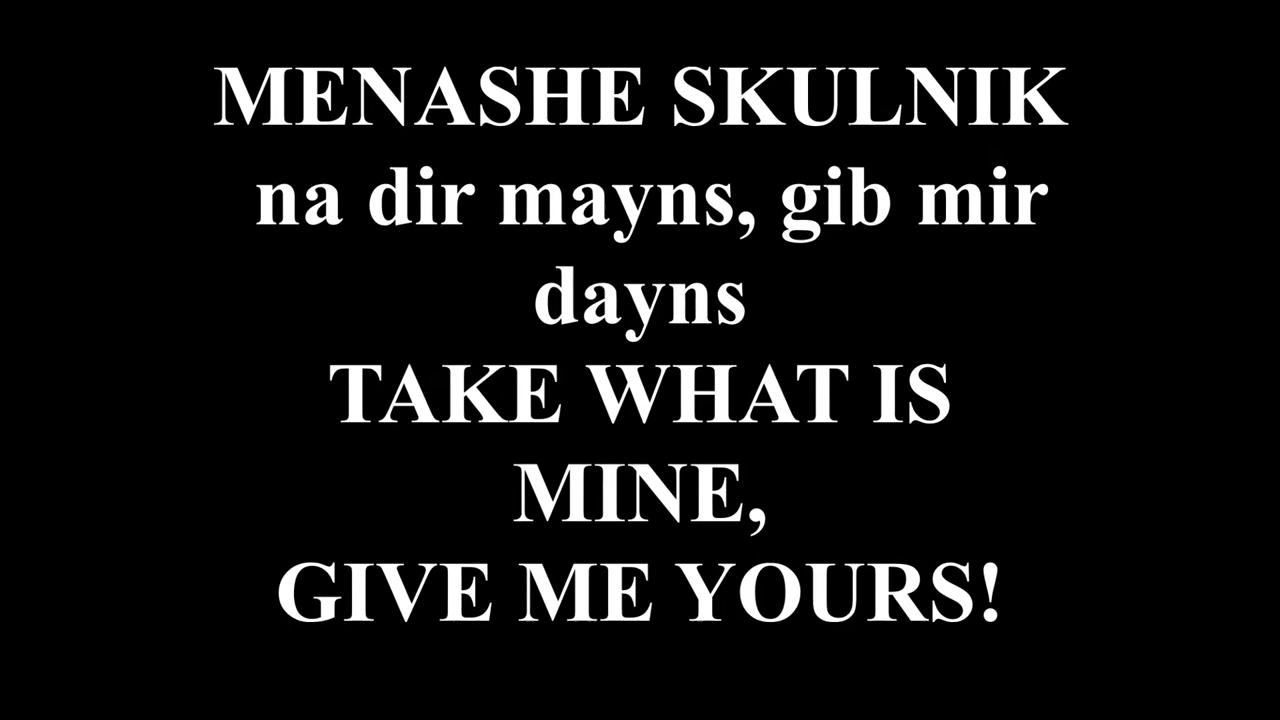 MENASHE SKULNIK
na dir mayns, gib mir
dayns
TAKE WHAT IS
MINE,
GIVE ME YOURS!